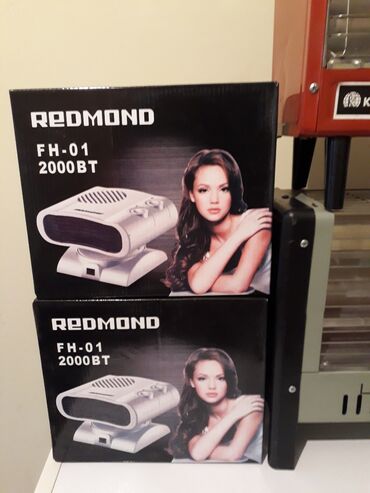 REDMOND
FH-01
2000ВТ
REDMOND
FH-01
2000ВТ
K